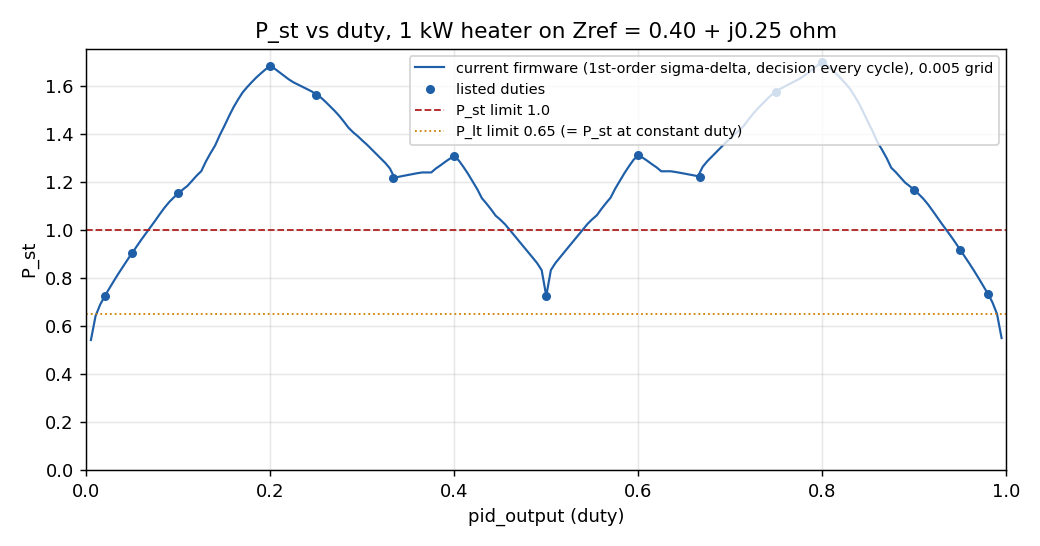 P_st vs duty, 1 kW heater on Zref = 0.40 + j0.25 ohm
current firmware (1st-order sigma-delta, decision every cycle), 0.005 grid
listed duties
P_st limit 1.0
P_lt limit 0.65 (= P_st at constant duty)
P_st
1.6
1.4
1.2
1.0
0.8
0.6
0.4
0.2
0.0
0.0 0.2 0.4 0.6 0.8 1.0
pid_output (duty)